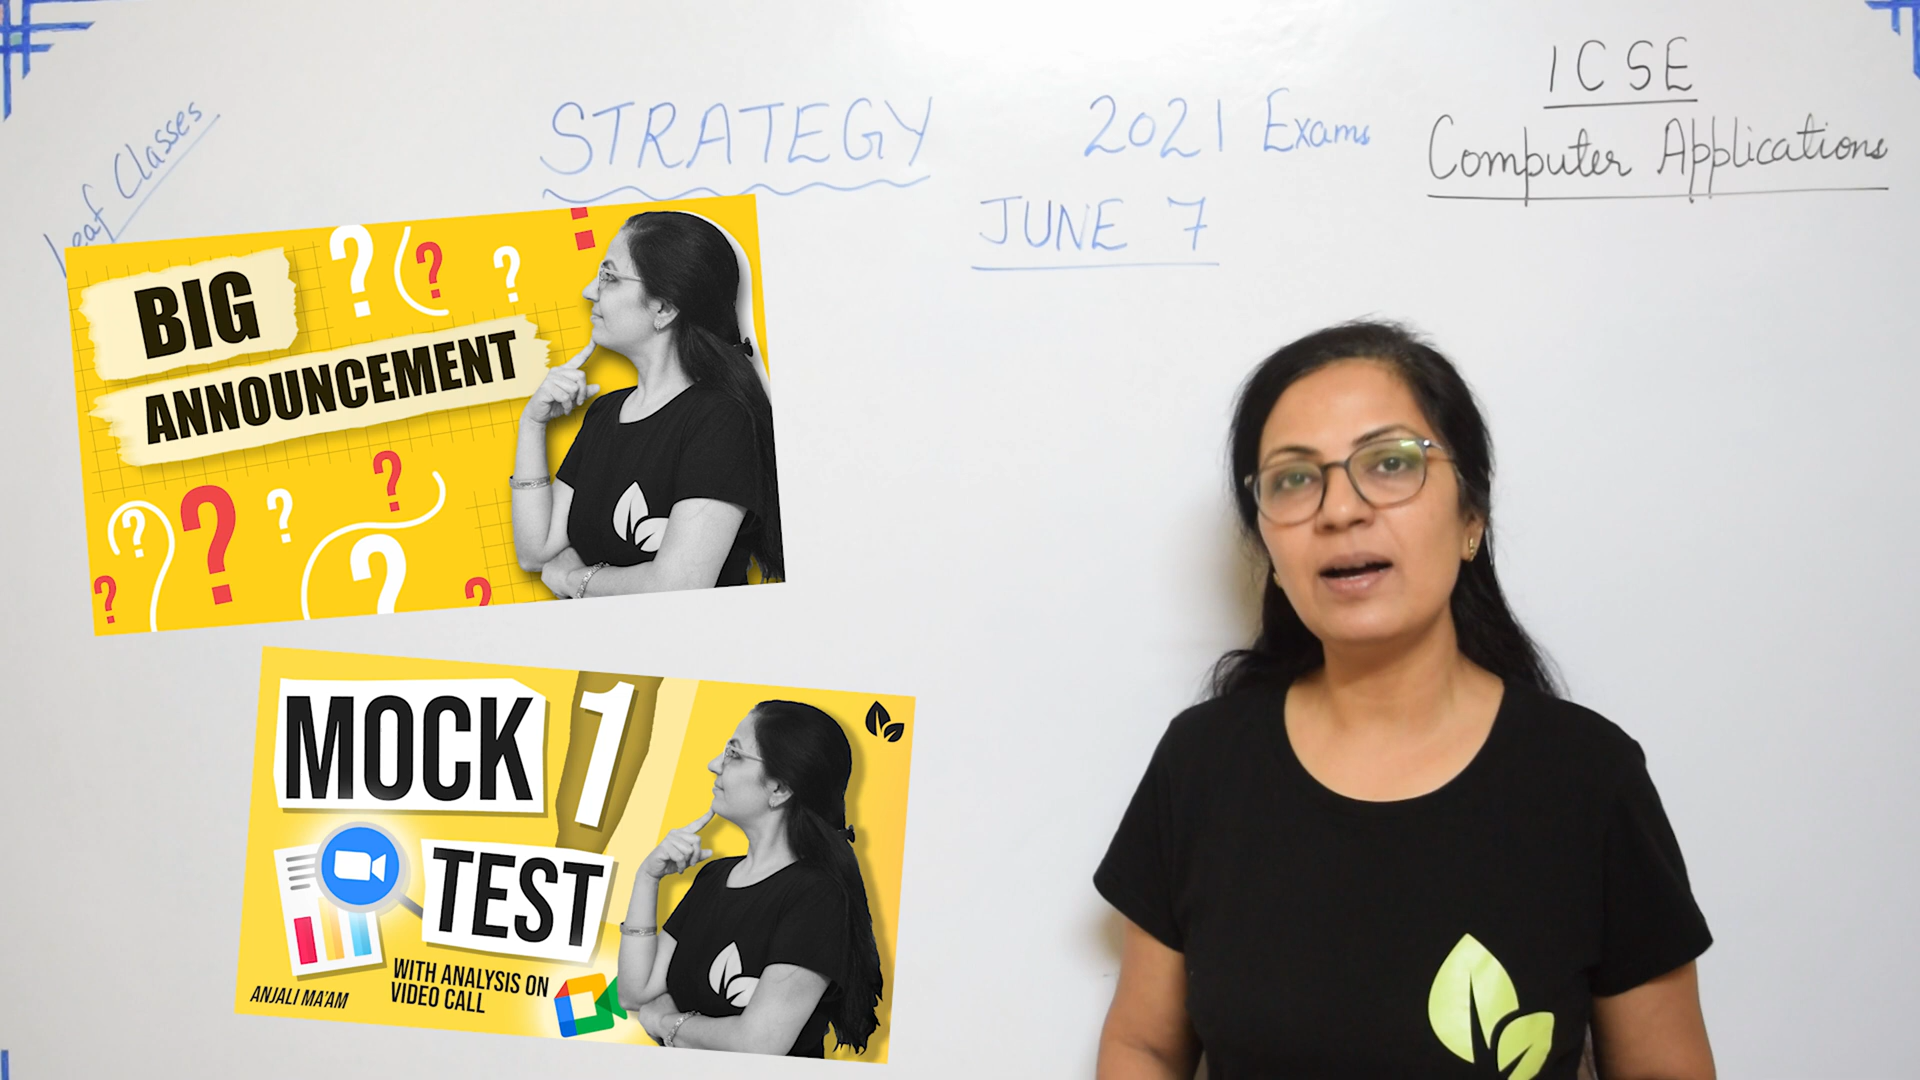 Leaf Classes
STRATEGY
2021 Exams
JUNE 7
ICSE
Computer Applications
BIG
ANNOUNCEMENT
? ? ?
? ? ? ?
? ? ?
MOCK 1
TEST
WITH ANALYSIS ON
VIDEO CALL
ANJALI MA'AM